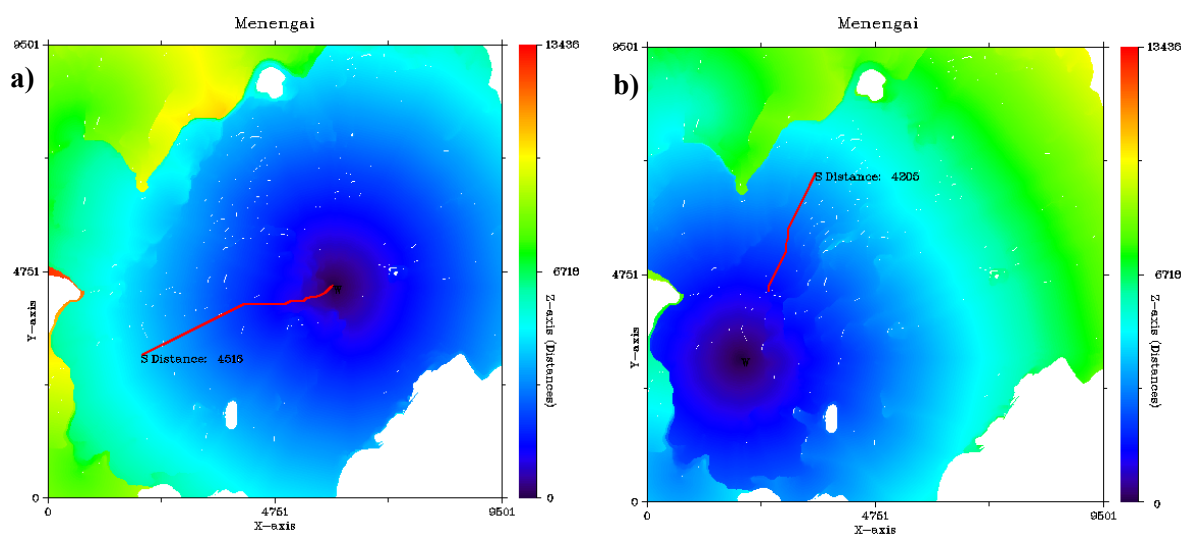 Menengai
a)
9501
4751
0
Y-axis
0
4751
9501
X-axis
S Distance: 4516
W
13436
6718
0
Z-axis (Distances)
Menengai
b)
9501
4751
0
Y-axis
0
4751
9501
X-axis
S Distance: 4205
W
13436
6718
0
Z-axis (Distances)